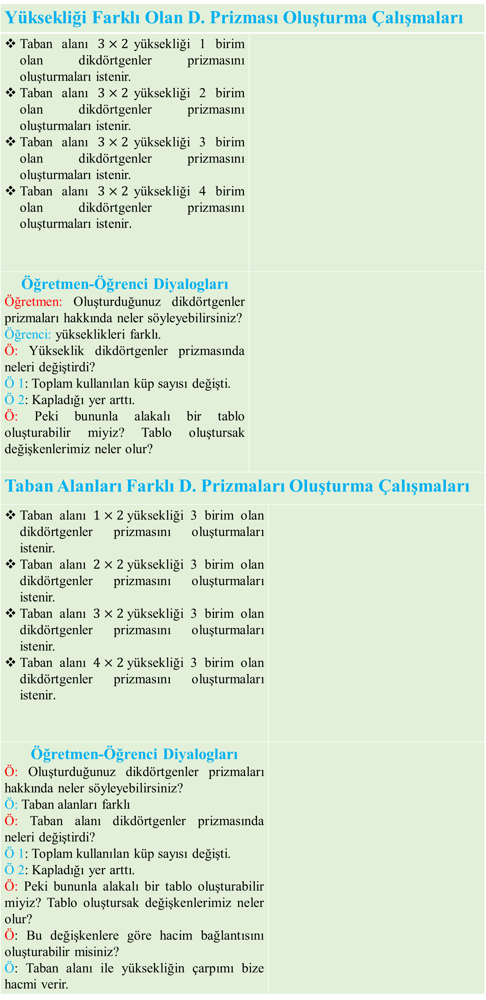 Yüksekliği Farklı Olan D. Prizması Oluşturma Çalışmaları
❖ Taban alanı 3 × 2 yüksekliği 1 birim
olan dikdörtgenler prizmasını
oluşturmaları istenir.
❖ Taban alanı 3 × 2 yüksekliği 2 birim
olan dikdörtgenler prizmasını
oluşturmaları istenir.
❖ Taban alanı 3 × 2 yüksekliği 3 birim
olan dikdörtgenler prizmasını
oluşturmaları istenir.
❖ Taban alanı 3 × 2 yüksekliği 4 birim
olan dikdörtgenler prizmasını
oluşturmaları istenir.
Öğretmen-Öğrenci Diyalogları
Öğretmen: Oluşturduğunuz dikdörtgenler
prizmaları hakkında neler söyleyebilirsiniz?
Öğrenci: yükseklikleri farklı.
Ö: Yükseklik dikdörtgenler prizmasında
neleri değiştirdi?
Ö 1: Toplam kullanılan küp sayısı değişti.
Ö 2: Kapladığı yer arttı.
Ö: Peki bununla alakalı bir tablo
oluşturabilir miyiz? Tablo oluştursak
değişkenlerimiz neler olur?
Taban Alanları Farklı D. Prizmaları Oluşturma Çalışmaları
❖ Taban alanı 1 × 2 yüksekliği 3 birim olan
dikdörtgenler prizmasını oluşturmaları
istenir.
❖ Taban alanı 2 × 2 yüksekliği 3 birim olan
dikdörtgenler prizmasını oluşturmaları
istenir.
❖ Taban alanı 3 × 2 yüksekliği 3 birim olan
dikdörtgenler prizmasını oluşturmaları
istenir.
❖ Taban alanı 4 × 2 yüksekliği 3 birim olan
dikdörtgenler prizmasını oluşturmaları
istenir.
Öğretmen-Öğrenci Diyalogları
Ö: Oluşturduğunuz dikdörtgenler prizmaları
hakkında neler söyleyebilirsiniz?
Ö: Taban alanları farklı
Ö: Taban alanı dikdörtgenler prizmasında
neleri değiştirdi?
Ö 1: Toplam kullanılan küp sayısı değişti.
Ö 2: Kapladığı yer arttı.
Ö: Peki bununla alakalı bir tablo oluşturabilir
miyiz? Tablo oluştursak değişkenlerimiz neler
olur?
Ö: Bu değişkenlere göre hacim bağlantısını
oluşturabilir misiniz?
Ö: Taban alanı ile yüksekliğin çarpımı bize
hacmi verir.